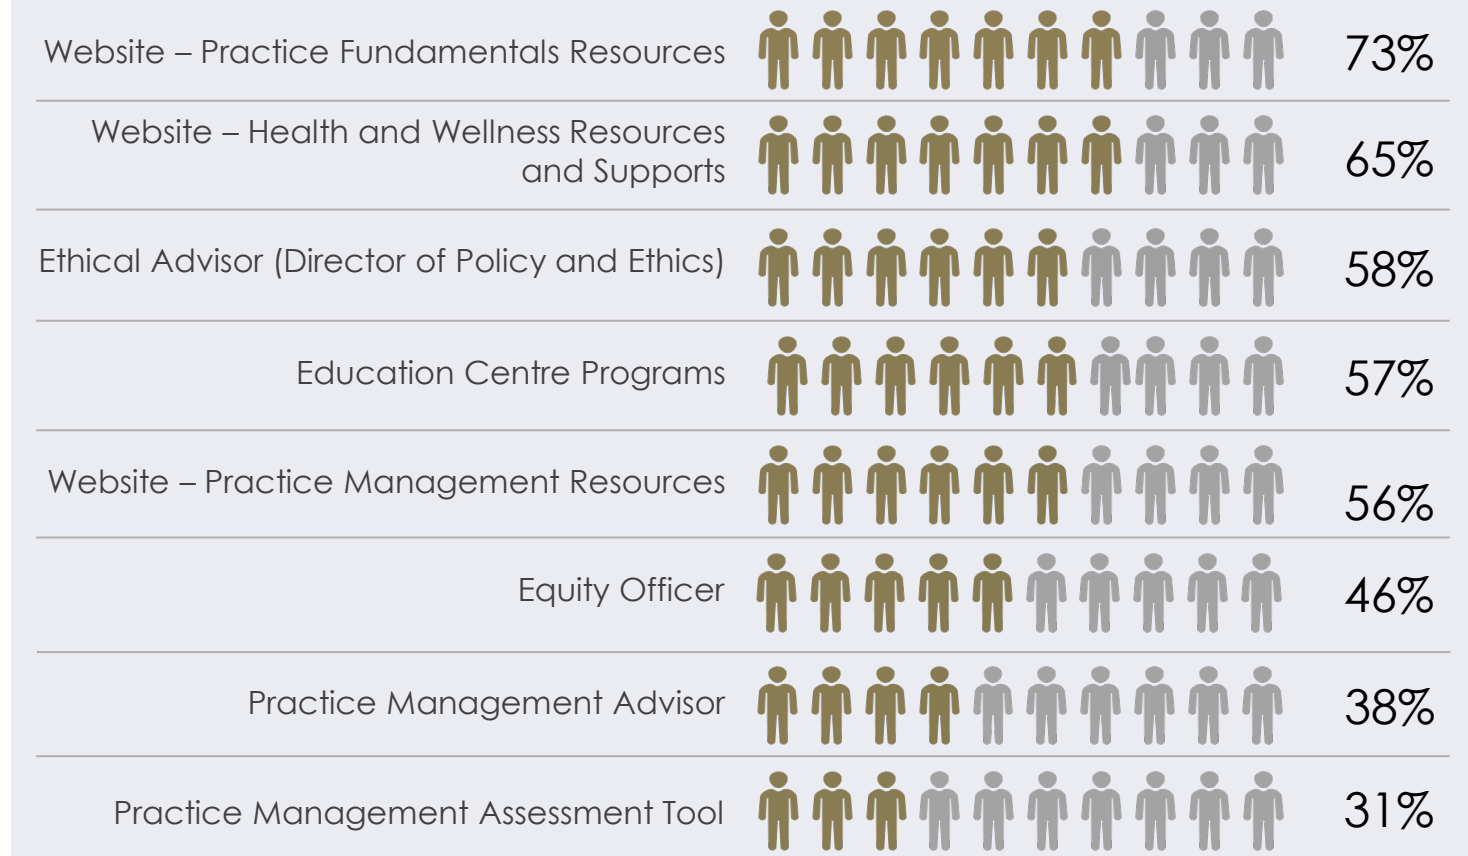 Website – Practice Fundamentals Resources 73%
Website – Health and Wellness Resources
and Supports 65%
Ethical Advisor (Director of Policy and Ethics) 58%
Education Centre Programs 57%
Website – Practice Management Resources 56%
Equity Officer 46%
Practice Management Advisor 38%
Practice Management Assessment Tool 31%